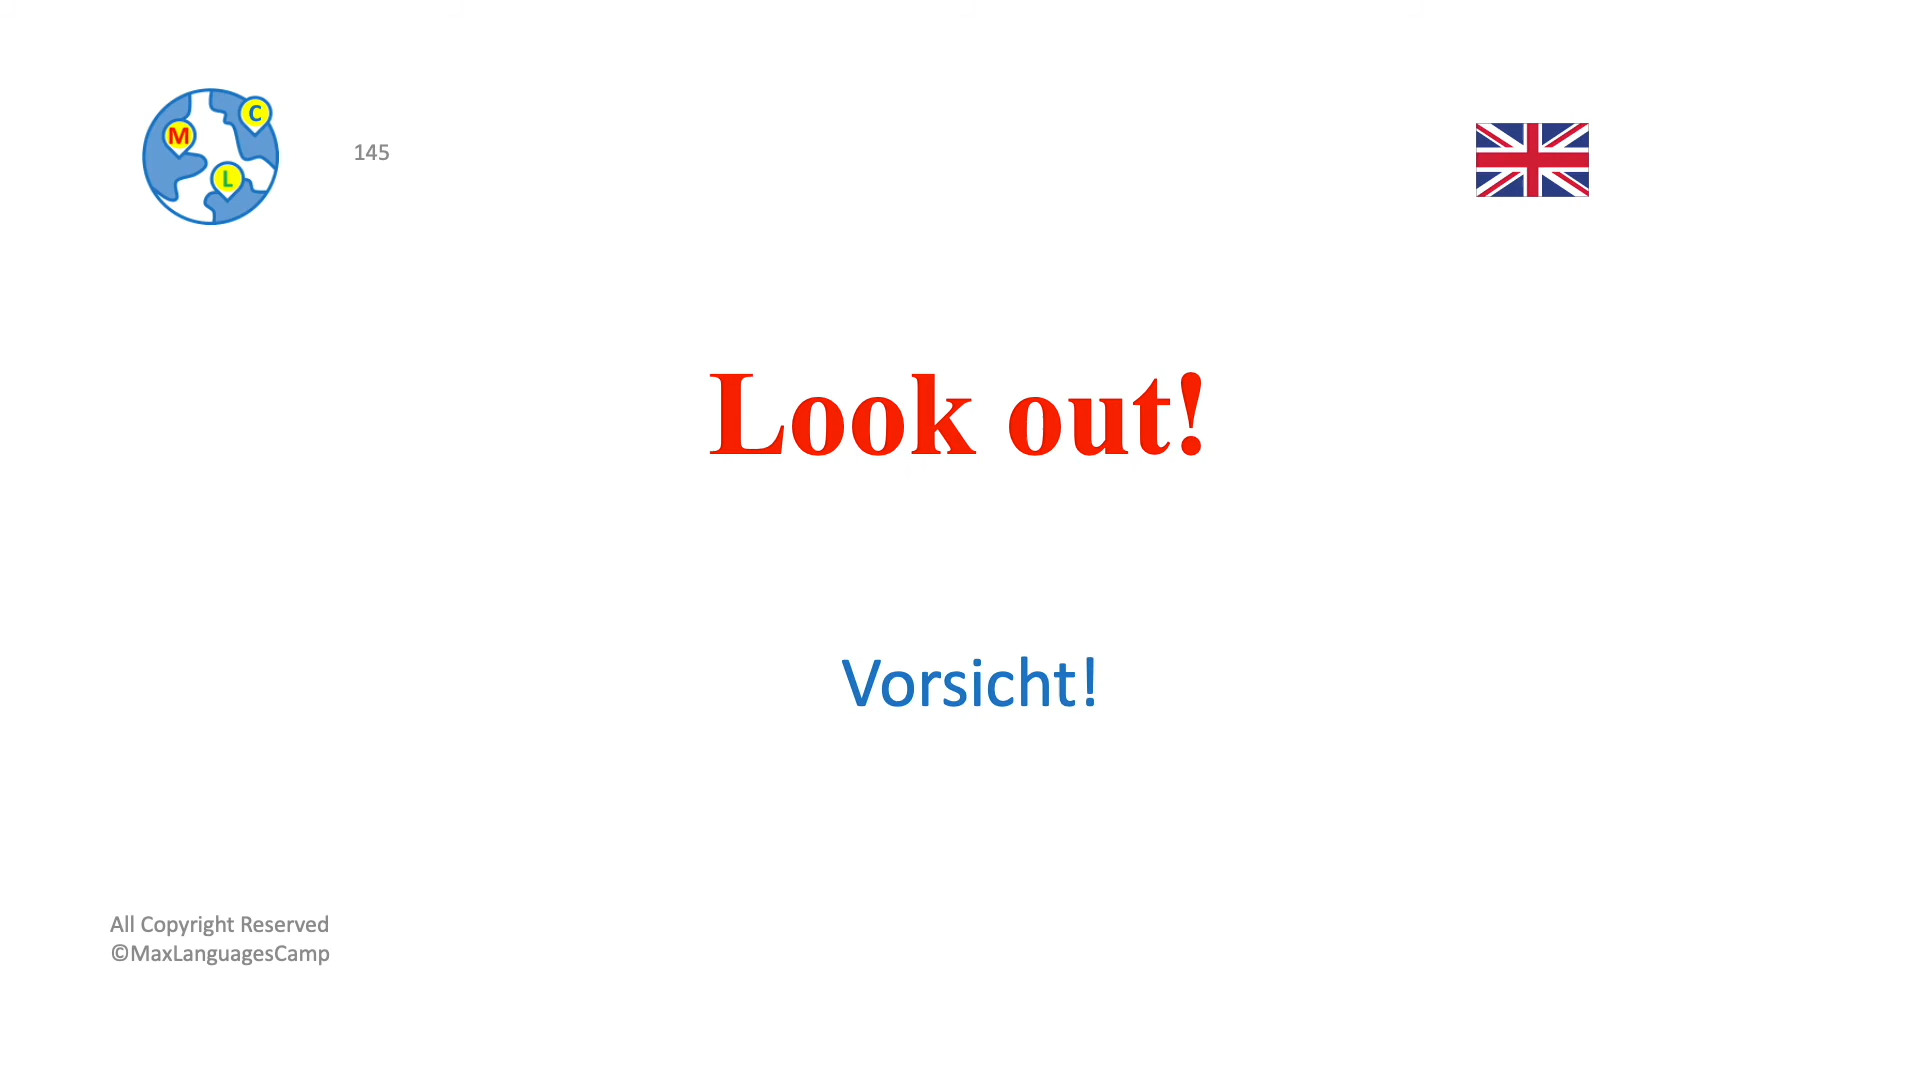 M
C
L
145
Look out!
Vorsicht!
All Copyright Reserved
©MaxLanguagesCamp